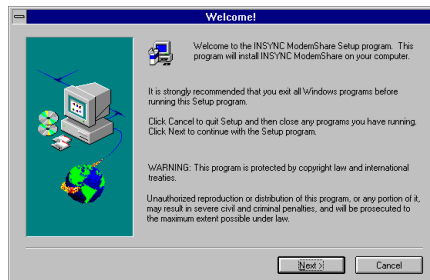 Welcome!
Welcome to the INSYNC ModemShare Setup program. This
program will install INSYNC ModemShare on your computer.
It is strongly recommended that you exit all Windows programs before
running this Setup program.
Click Cancel to quit Setup and then close any programs you have running.
Click Next to continue with the Setup program.
WARNING: This program is protected by copyright law and international
treaties.
Unauthorized reproduction or distribution of this program, or any portion of it,
may result in severe civil and criminal penalties, and will be prosecuted to
the maximum extent possible under law.
Next >
Cancel